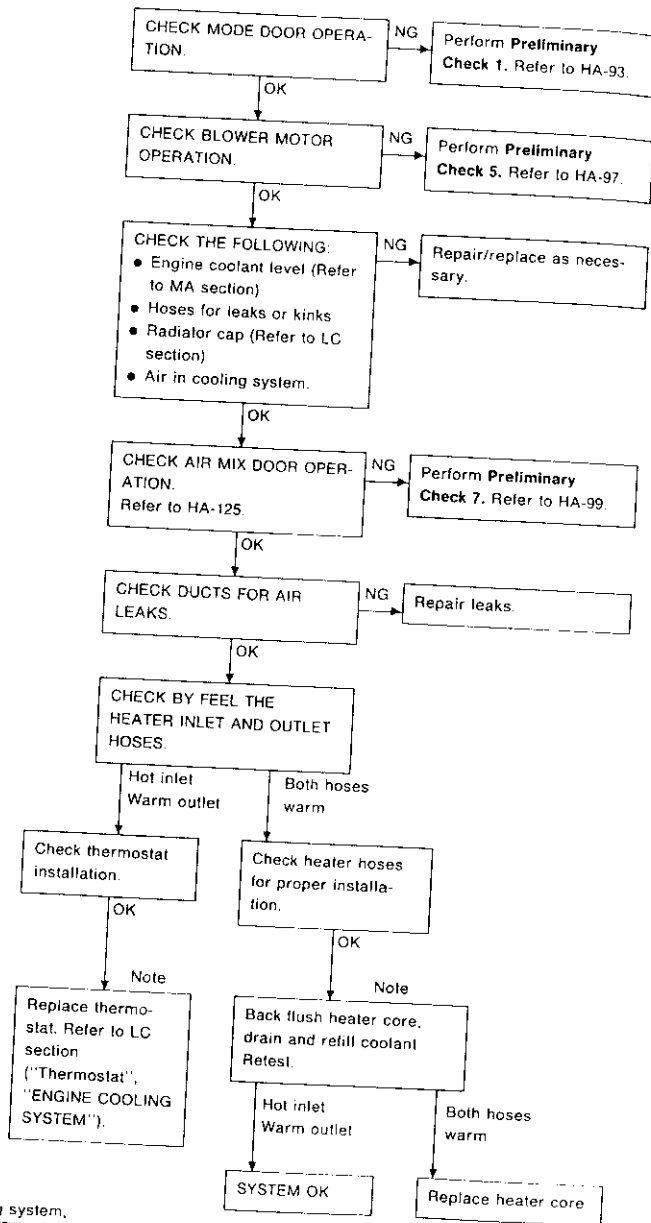 CHECK MODE DOOR OPERA-
TION.
NG
Perform Preliminary
Check 1. Refer to HA-93.
OK
CHECK BLOWER MOTOR
OPERATION.
NG
Perform Preliminary
Check 5. Refer to HA-97.
OK
CHECK THE FOLLOWING:
● Engine coolant level (Refer
to MA section)
● Hoses for leaks or kinks
● Radiator cap (Refer to LC
section)
● Air in cooling system.
NG
Repair/replace as neces-
sary.
OK
CHECK AIR MIX DOOR OPER-
ATION.
Refer to HA-125.
NG
Perform Preliminary
Check 7. Refer to HA-99.
OK
CHECK DUCTS FOR AIR
LEAKS.
NG
Repair leaks.
OK
CHECK BY FEEL THE
HEATER INLET AND OUTLET
HOSES.
Hot inlet
Warm outlet
Both hoses
warm
Check thermostat
installation.
Check heater hoses
for proper installa-
tion.
OK
OK
Note
Note
Replace thermo-
stat. Refer to LC
section
("Thermostat",
"ENGINE COOLING
SYSTEM").
Back flush heater core,
drain and refill coolant
Retest.
Hot inlet
Warm outlet
Both hoses
warm
SYSTEM OK
Replace heater core
system,